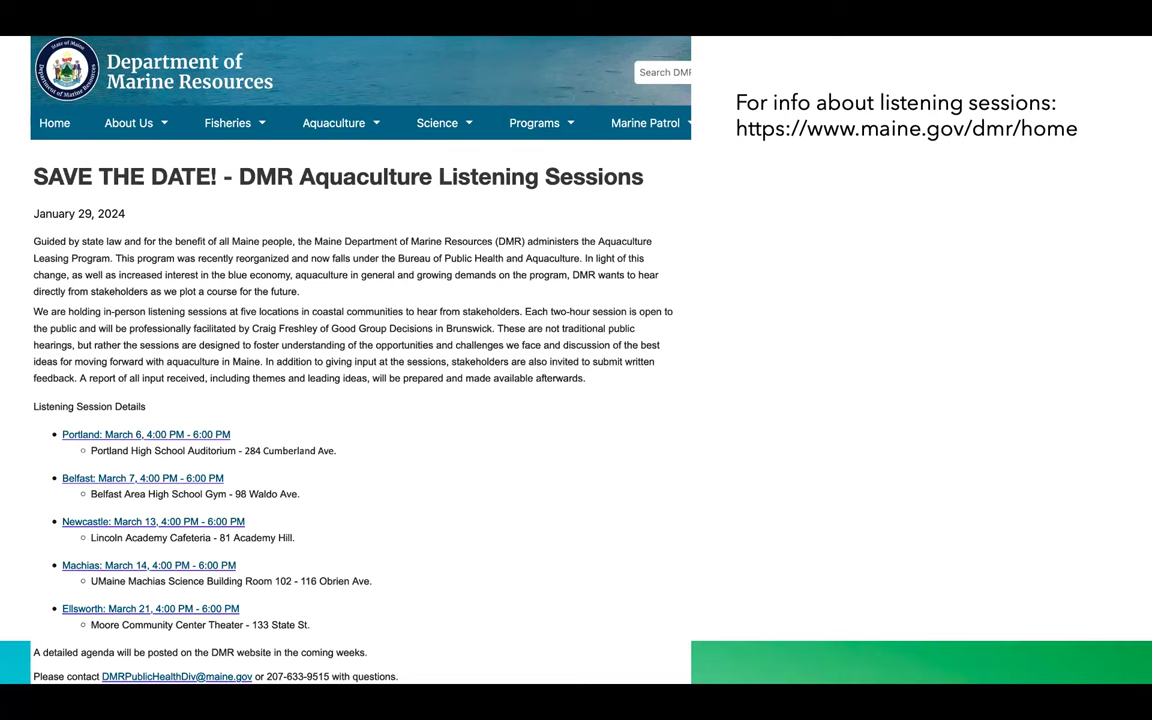 State of Maine
Department of Marine Resources
Department of
Marine Resources
Search DMR
Home About Us Fisheries Aquaculture Science Programs Marine Patrol
For info about listening sessions:
https://www.maine.gov/dmr/home
SAVE THE DATE! - DMR Aquaculture Listening Sessions
January 29, 2024
Guided by state law and for the benefit of all Maine people, the Maine Department of Marine Resources (DMR) administers the Aquaculture
Leasing Program. This program was recently reorganized and now falls under the Bureau of Public Health and Aquaculture. In light of this
change, as well as increased interest in the blue economy, aquaculture in general and growing demands on the program, DMR wants to hear
directly from stakeholders as we plot a course for the future.
We are holding in-person listening sessions at five locations in coastal communities to hear from stakeholders. Each two-hour session is open to
the public and will be professionally facilitated by Craig Freshley of Good Group Decisions in Brunswick. These are not traditional public
hearings, but rather the sessions are designed to foster understanding of the opportunities and challenges we face and discussion of the best
ideas for moving forward with aquaculture in Maine. In addition to giving input at the sessions, stakeholders are also invited to submit written
feedback. A report of all input received, including themes and leading ideas, will be prepared and made available afterwards.
Listening Session Details
• Portland: March 6, 4:00 PM - 6:00 PM
○ Portland High School Auditorium - 284 Cumberland Ave.
• Belfast: March 7, 4:00 PM - 6:00 PM
○ Belfast Area High School Gym - 98 Waldo Ave.
• Newcastle: March 13, 4:00 PM - 6:00 PM
○ Lincoln Academy Cafeteria - 81 Academy Hill.
• Machias: March 14, 4:00 PM - 6:00 PM
○ UMaine Machias Science Building Room 102 - 116 Obrien Ave.
• Ellsworth: March 21, 4:00 PM - 6:00 PM
○ Moore Community Center Theater - 133 State St.
A detailed agenda will be posted on the DMR website in the coming weeks.
Please contact DMRPublicHealthDiv@maine.gov or 207-633-9515 with questions.